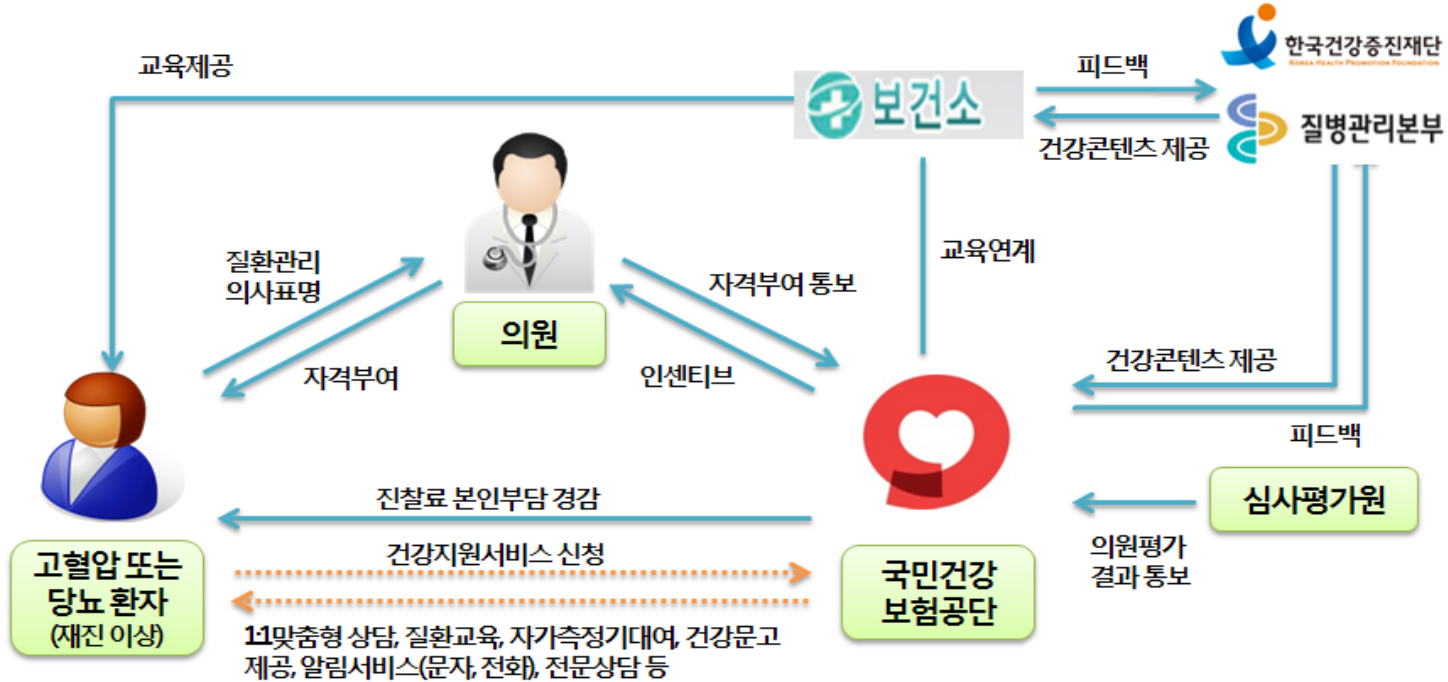 한국건강증진재단
KOREA HEALTH PROMOTION FOUNDATION
교육제공
피드백
보건소
질병관리본부
건강콘텐츠 제공
질환관리
의사표명
교육연계
자격부여 통보
의원
건강콘텐츠 제공
자격부여
인센티브
피드백
진찰료 본인부담 경감
심사평가원
건강지원서비스 신청
의원평가
결과 통보
고혈압 또는
당뇨 환자
(재진 이상)
국민건강
보험공단
1:1맞춤형 상담, 질환교육, 자가측정기대여, 건강문고
제공, 알림서비스(문자, 전화), 전문상담 등